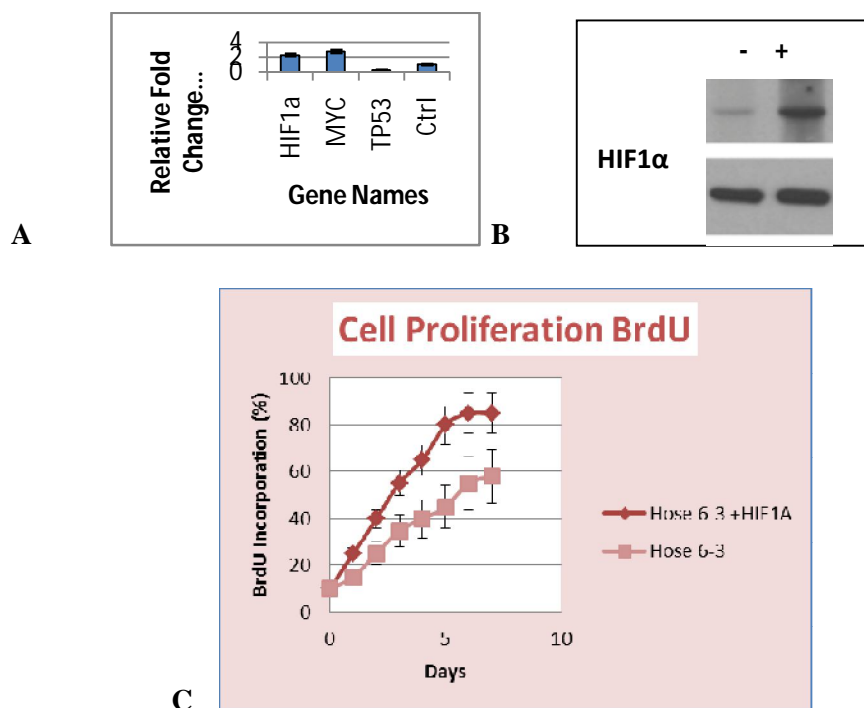 4
2
0
Relative Fold
Change...
HIF1a
MYC
TP53
Ctrl
Gene Names
A
- +
HIF1α
B
Cell Proliferation BrdU
100
80
60
40
20
0
BrdU Incorporation (%)
0 5 10
Days
Hose 6-3 +HIF1A
Hose 6-3
C